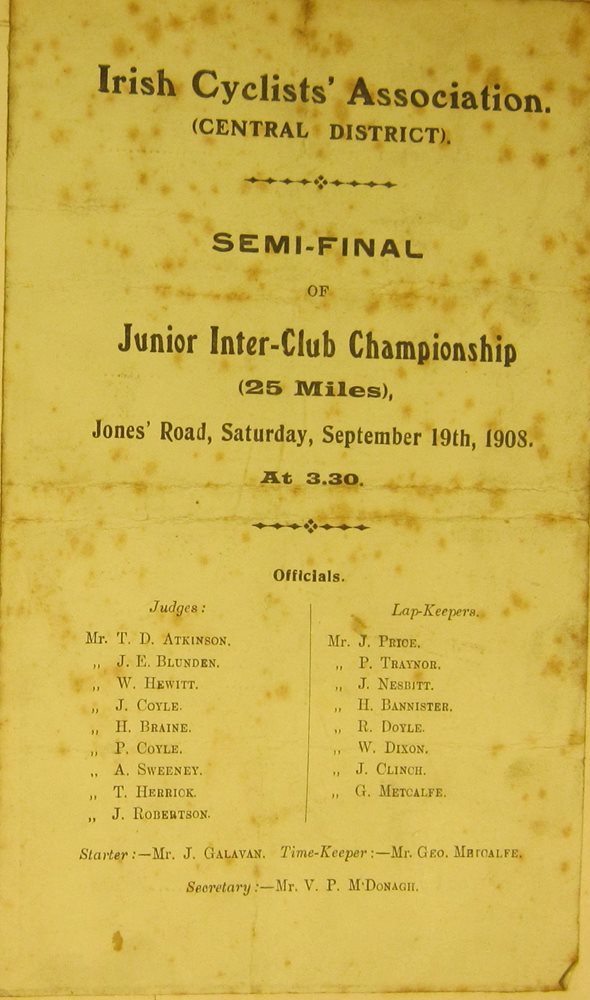 Irish Cyclists' Association.
(CENTRAL DISTRICT).
SEMI-FINAL
OF
Junior Inter-Club Championship
(25 Miles),
Jones' Road, Saturday, September 19th, 1908.
At 3.30.
Officials.
Judges:
Mr. T. D. ATKINSON.
„ J. E. BLUNDEN.
„ W. HEWITT.
„ J. COYLE.
„ H. BRAINE.
„ P. COYLE.
„ A. SWEENEY.
„ T. HERRICK.
„ J. ROBERTSON.
Lap-Keepers.
Mr. J. PRICE.
„ P. TRAYNOR.
„ J. NESBITT.
„ H. BANNISTER.
„ R. DOYLE.
„ W. DIXON.
„ J. CLINCH.
„ G. METCALFE.
Starter:—Mr. J. GALAVAN. Time-Keeper:—Mr. GEO. METCALFE.
Secretary:—Mr. V. P. M'DONAGH.